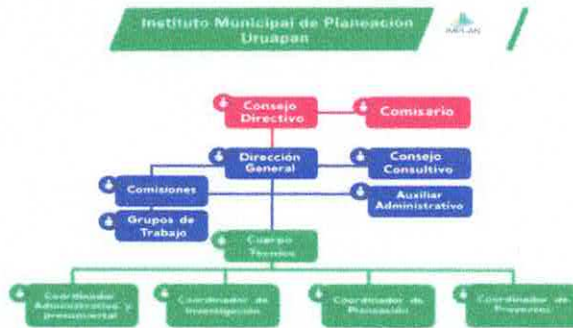 Instituto Municipal de Planeación
Uruapan
IMPLAN
Consejo
Directivo
Comisario
Dirección
General
Consejo
Consultivo
Comisiones
Auxiliar
Administrativo
Grupos de
Trabajo
Cuerpo
Técnico
Coordinador
Administrativo y
presupuestal
Coordinador de
Investigación
Coordinador de
Planeación
Coordinador de
Proyectos